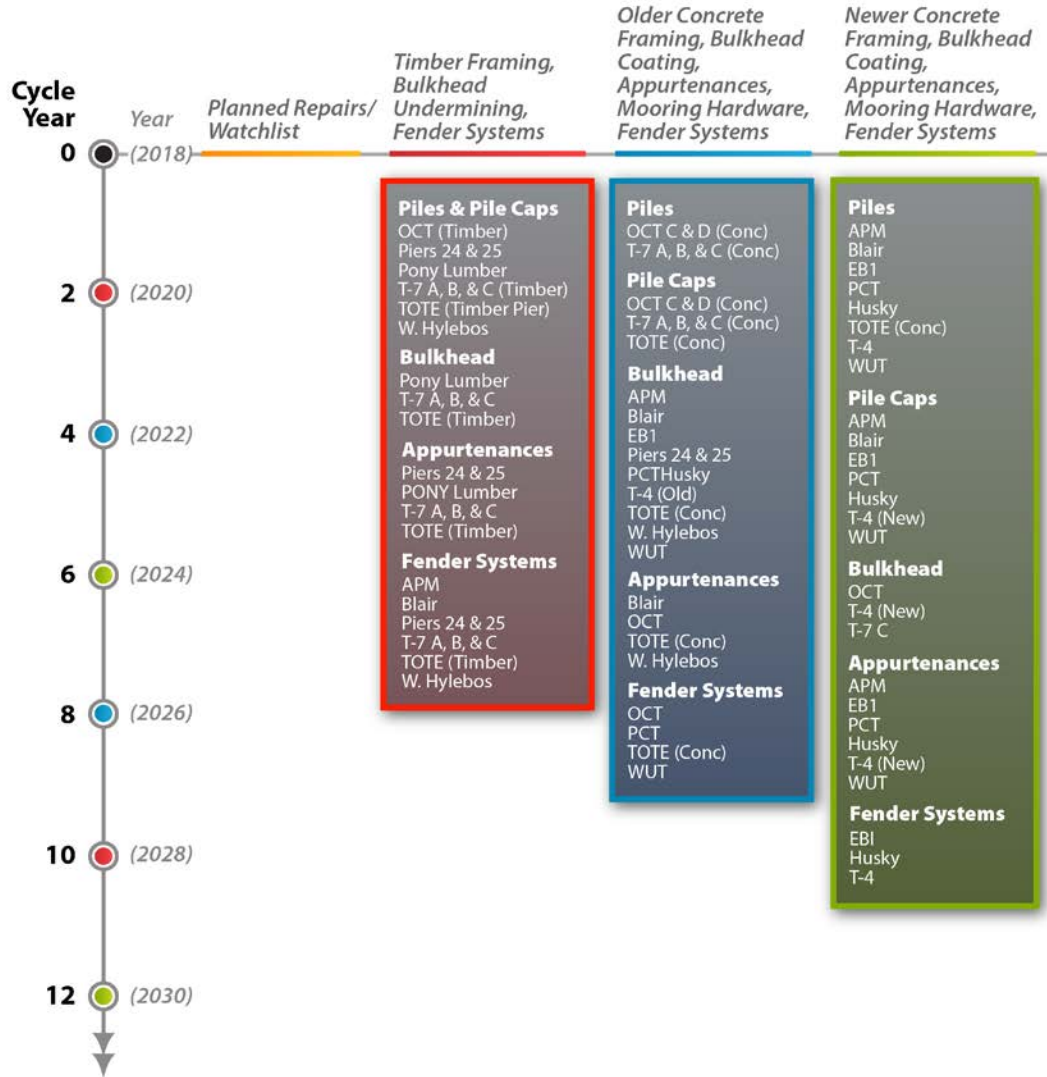 Cycle
Year
Year
Planned Repairs/
Watchlist
Timber Framing,
Bulkhead
Undermining,
Fender Systems
Older Concrete
Framing, Bulkhead
Coating,
Appurtenances,
Mooring Hardware,
Fender Systems
Newer Concrete
Framing, Bulkhead
Coating,
Appurtenances,
Mooring Hardware,
Fender Systems
0 (2018)
2 (2020)
4 (2022)
6 (2024)
8 (2026)
10 (2028)
12 (2030)
Piles & Pile Caps
OCT (Timber)
Piers 24 & 25
Pony Lumber
T-7 A, B, & C (Timber)
TOTE (Timber Pier)
W. Hylebos
Bulkhead
Pony Lumber
T-7 A, B, & C
TOTE (Timber)
Appurtenances
Piers 24 & 25
PONY Lumber
T-7 A, B, & C
TOTE (Timber)
Fender Systems
APM
Blair
Piers 24 & 25
T-7 A, B, & C
TOTE (Timber)
W. Hylebos
Piles
OCT C & D (Conc)
T-7 A, B, & C (Conc)
Pile Caps
OCT C & D (Conc)
T-7 A, B, & C (Conc)
TOTE (Conc)
Bulkhead
APM
Blair
EB1
Piers 24 & 25
PCTHusky
T-4 (Old)
TOTE (Conc)
W. Hylebos
WUT
Appurtenances
Blair
OCT
TOTE (Conc)
W. Hylebos
Fender Systems
OCT
PCT
TOTE (Conc)
WUT
Piles
APM
Blair
EB1
PCT
Husky
TOTE (Conc)
T-4
WUT
Pile Caps
APM
Blair
EB1
PCT
Husky
T-4 (New)
WUT
Bulkhead
OCT
T-4 (New)
T-7 C
Appurtenances
APM
EB1
PCT
Husky
T-4 (New)
WUT
Fender Systems
EBI
Husky
T-4